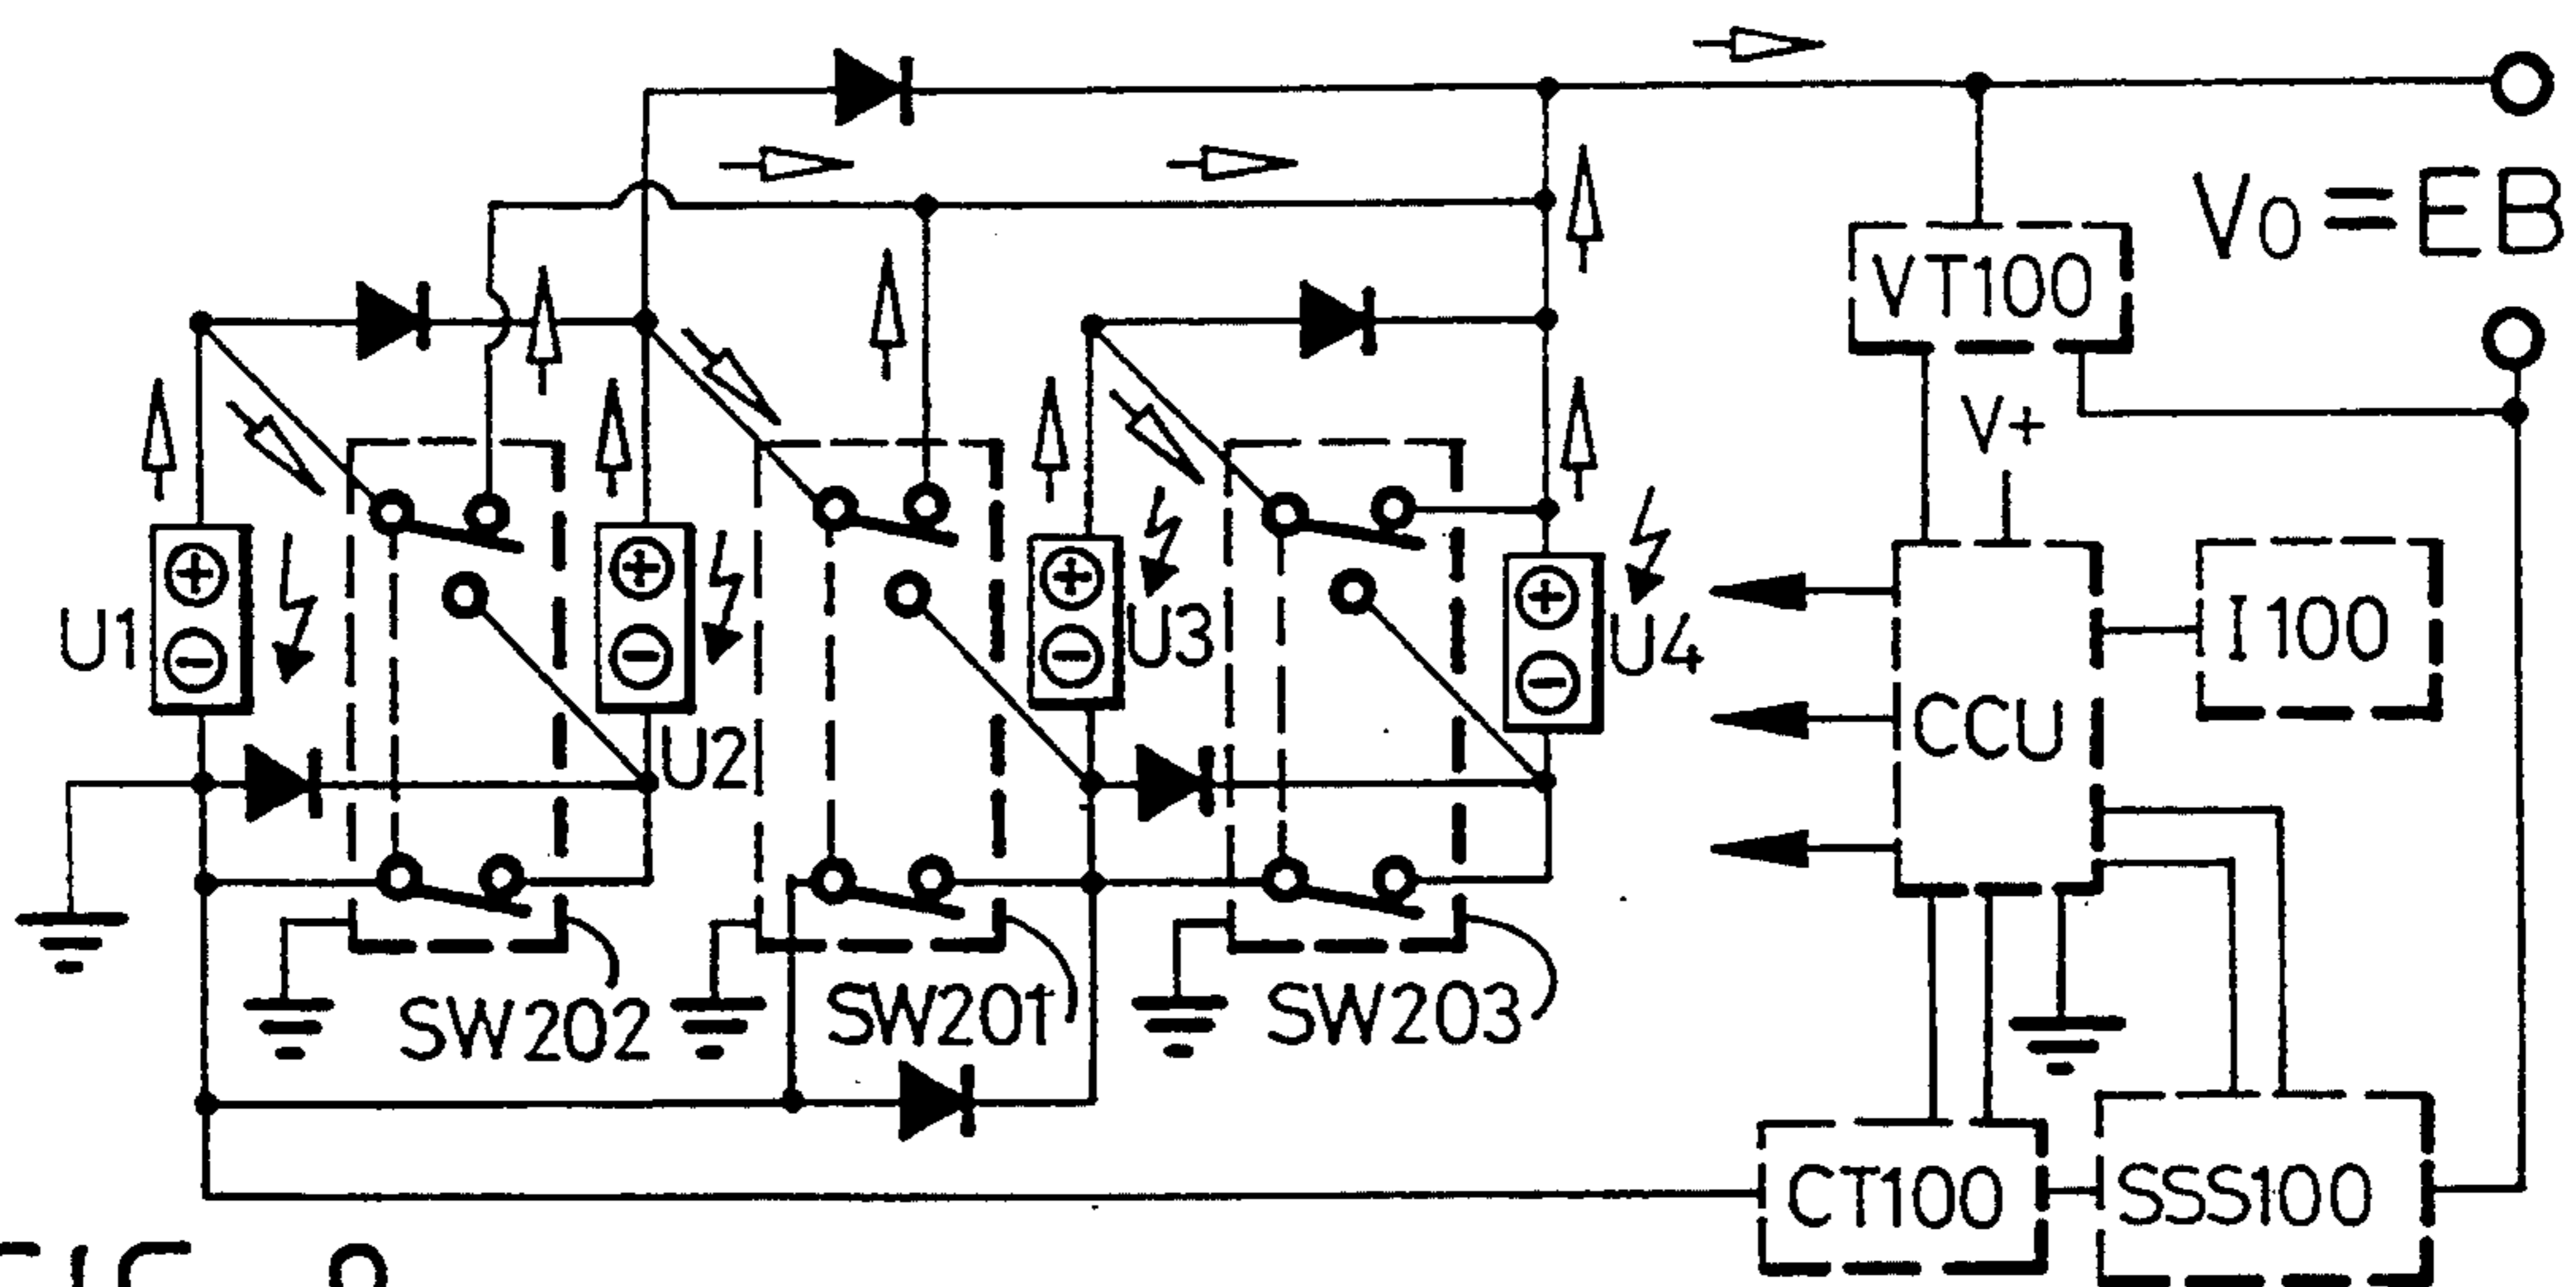 V0=EB
VT100
V+
U1
U2
U3
U4
CCU
I100
SW202
SW201
SW203
CT100
SSS100